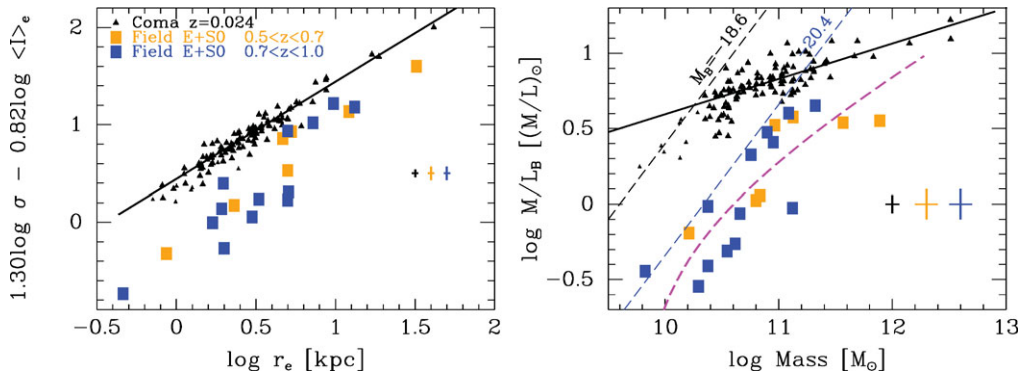 Coma z=0.024
Field E+S0 0.5<z<0.7
Field E+S0 0.7<z<1.0
1.30log σ − 0.82log <I>e
2
1
0
−0.5 0 0.5 1 1.5 2
log re [kpc]
MB=−18.6
−20.4
log M/LB [(M/L)⊙]
1
0.5
0
−0.5
10 11 12 13
log Mass [M⊙]